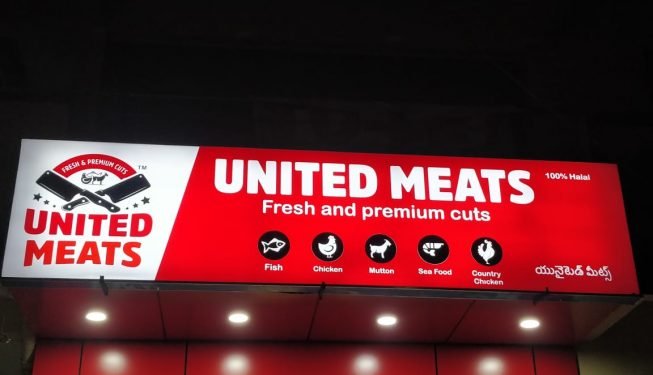 FRESH & PREMIUM CUTS
TM
UNITED
MEATS
UNITED MEATS
100% Halal
Fresh and premium cuts
Fish
Chicken
Mutton
Sea Food
Country
Chicken
యునైటెడ్ మీట్స్